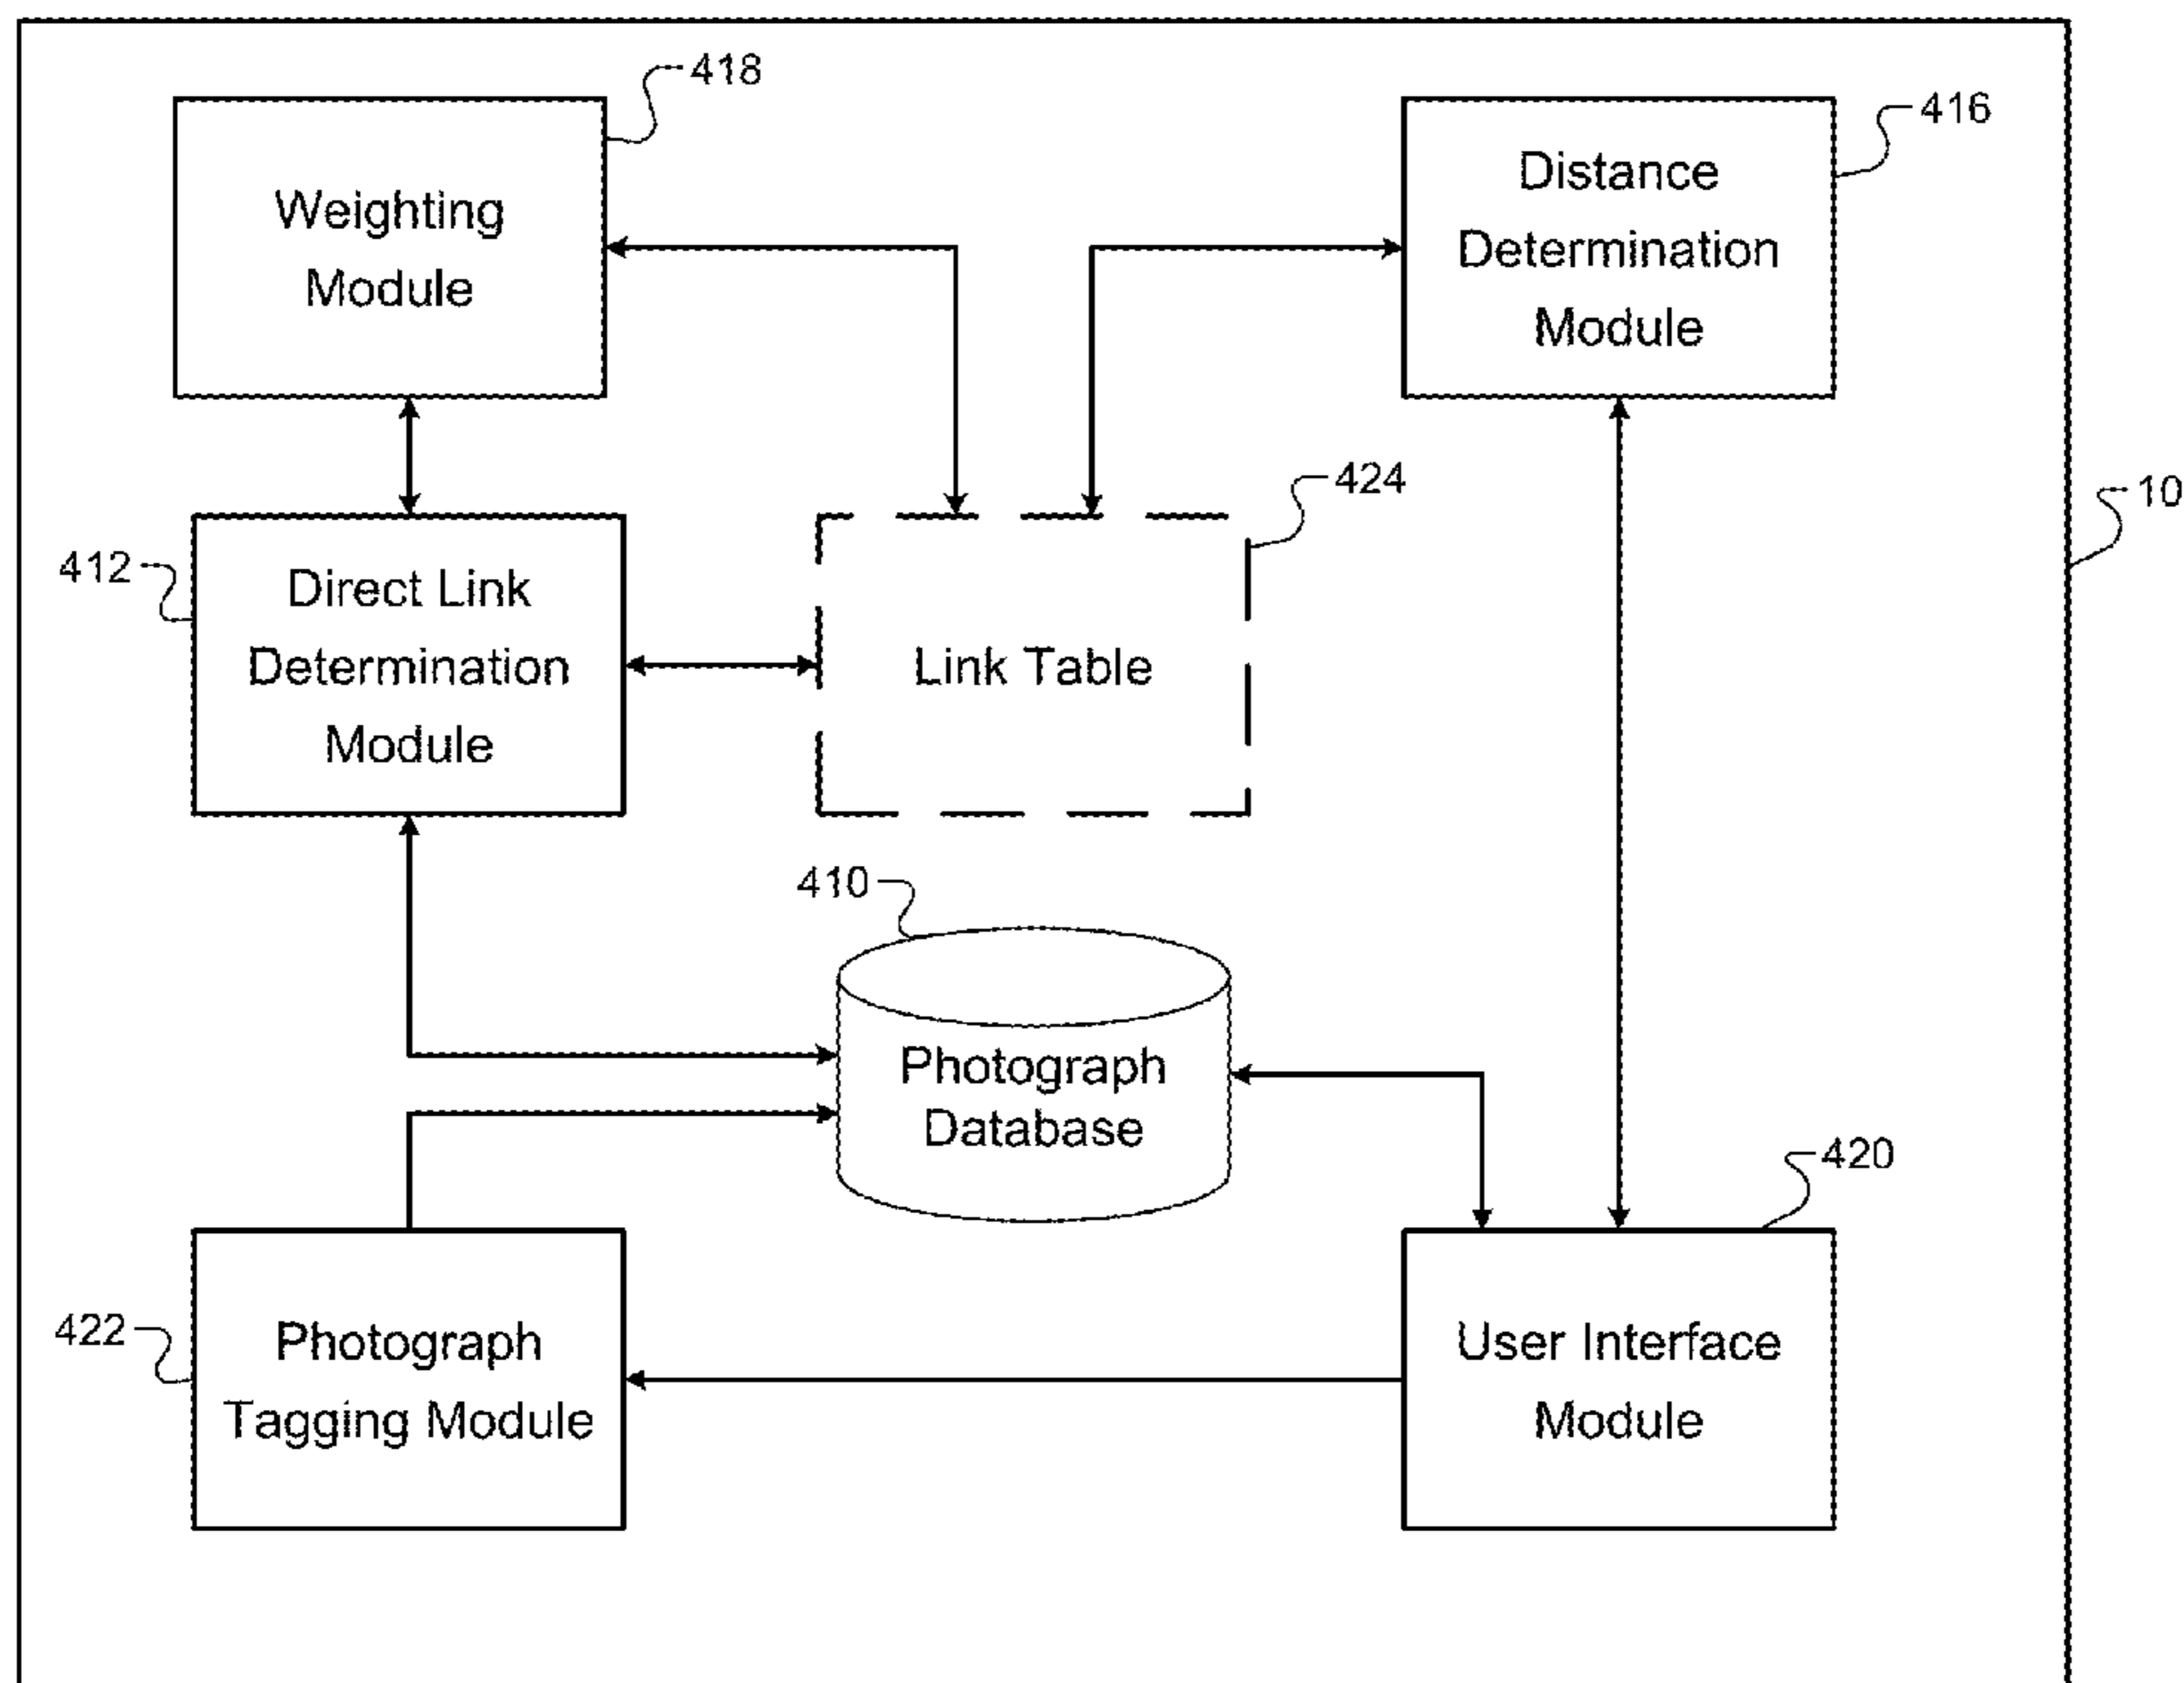 418
416
Weighting
Module
Distance
Determination
Module
424
10
412
Direct Link
Determination
Module
Link Table
410
Photograph
Database
420
422
Photograph
Tagging Module
User Interface
Module